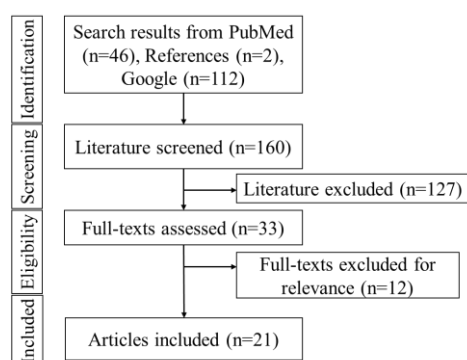 Identification
Search results from PubMed
(n=46), References (n=2),
Google (n=112)
Screening
Literature screened (n=160)
Literature excluded (n=127)
Eligibility
Full-texts assessed (n=33)
Full-texts excluded for
relevance (n=12)
Included
Articles included (n=21)